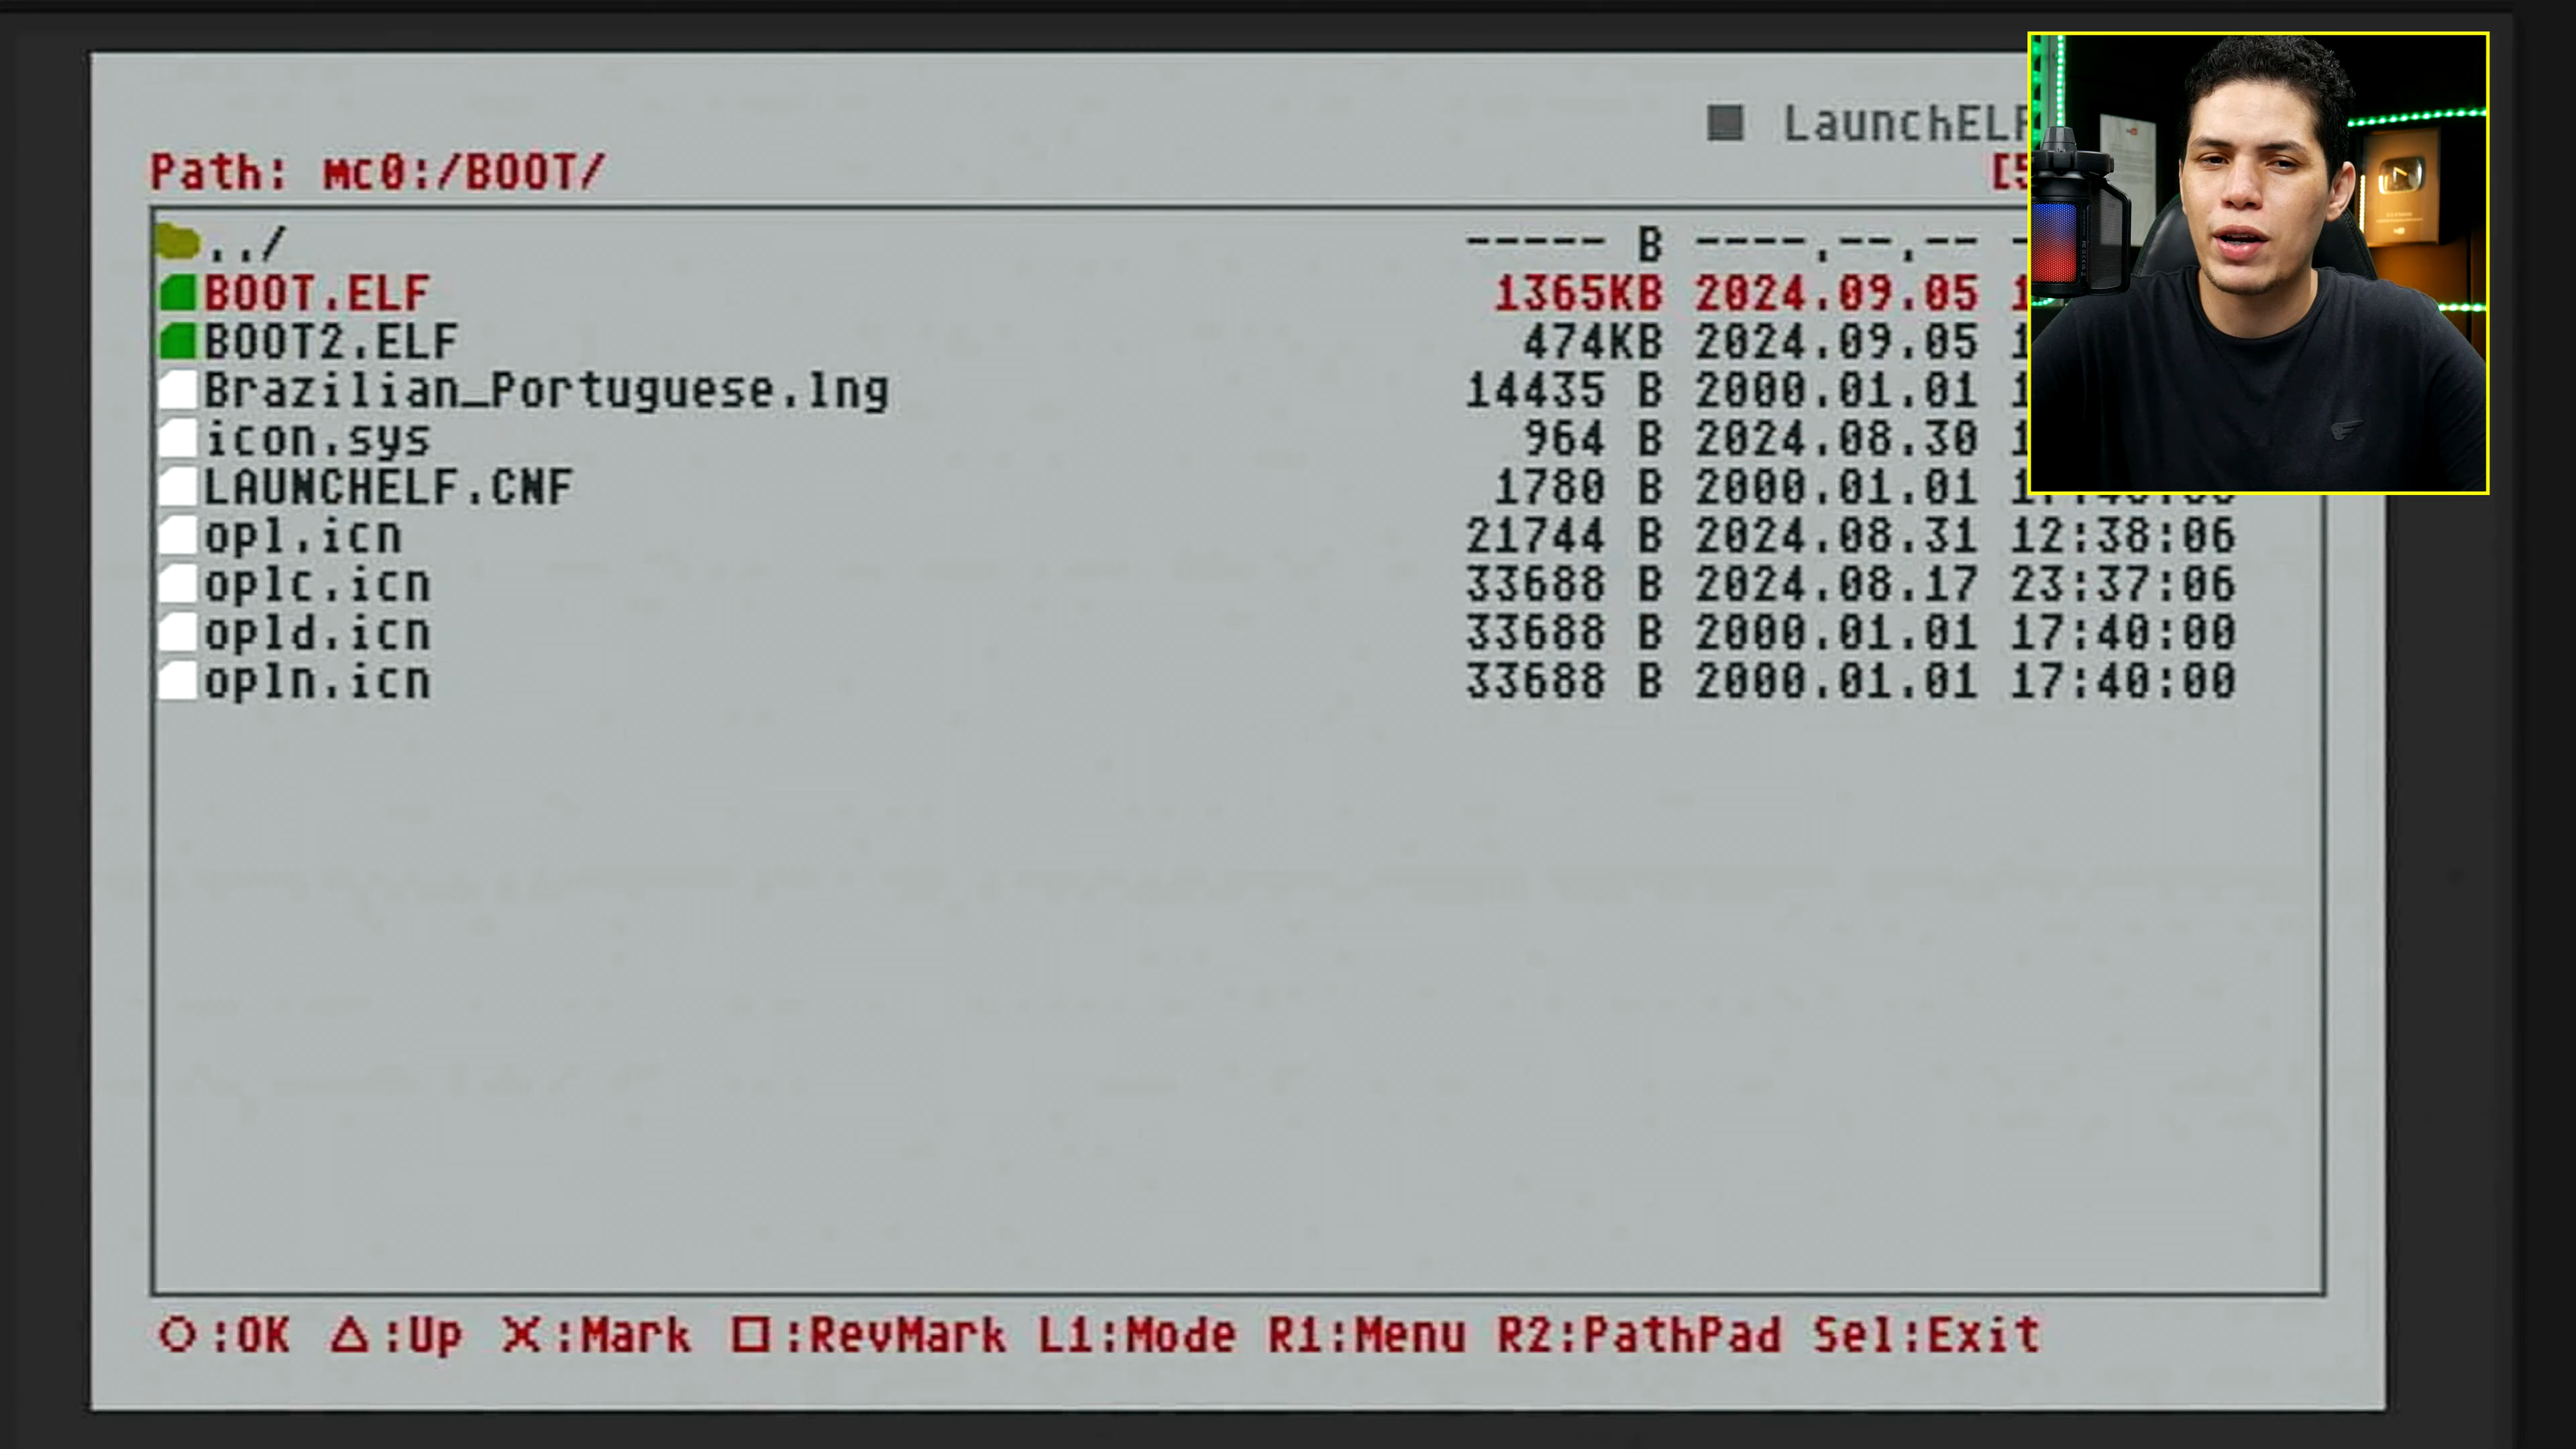 LaunchELF
Path: mc0:/BOOT/
../ ----- B ----.--.--
BOOT.ELF 1365KB 2024.09.05
BOOT2.ELF 474KB 2024.09.05
Brazilian_Portuguese.lng 14435 B 2000.01.01
icon.sys 964 B 2024.08.30
LAUNCHELF.CNF 1780 B 2000.01.01
opl.icn 21744 B 2024.08.31 12:38:06
oplc.icn 33688 B 2024.08.17 23:37:06
opld.icn 33688 B 2000.01.01 17:40:00
opln.icn 33688 B 2000.01.01 17:40:00
○:OK △:Up ✕:Mark □:RevMark L1:Mode R1:Menu R2:PathPad Sel:Exit